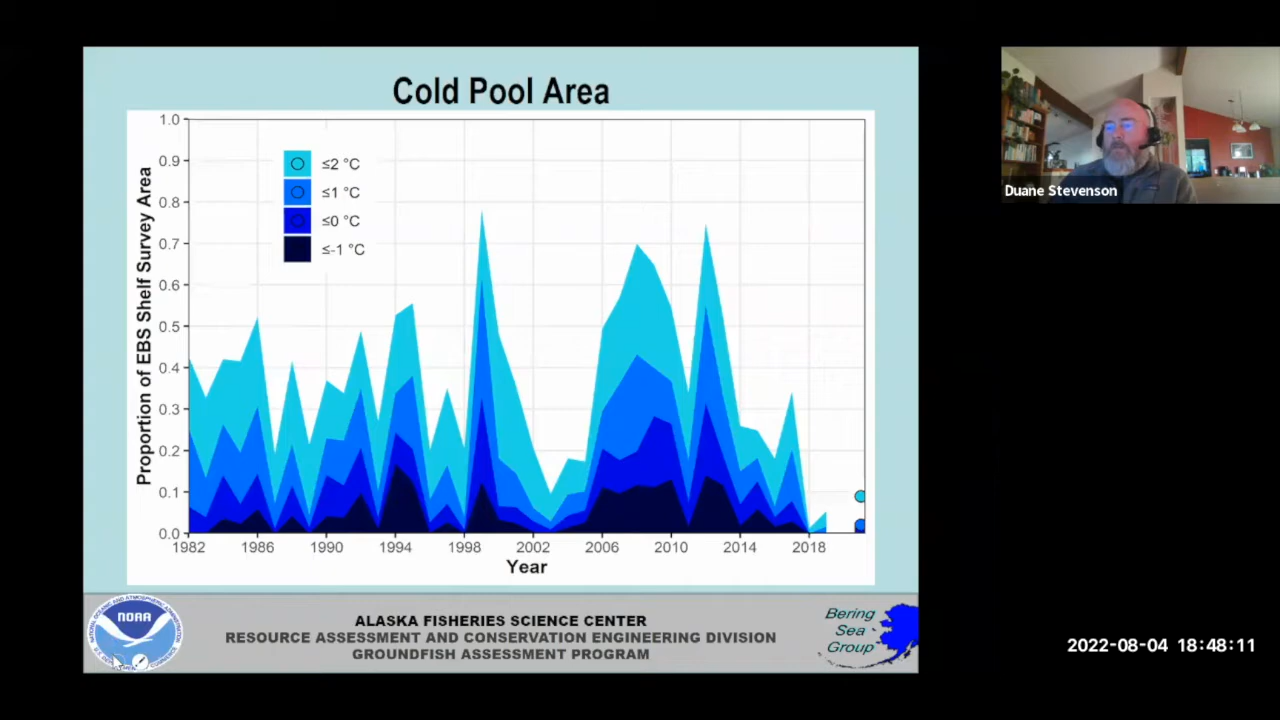 Cold Pool Area
Proportion of EBS Shelf Survey Area
1.0
0.9
0.8
0.7
0.6
0.5
0.4
0.3
0.2
0.1
0.0
≤2 °C
≤1 °C
≤0 °C
≤-1 °C
1982 1986 1990 1994 1998 2002 2006 2010 2014 2018
Year
NOAA
ALASKA FISHERIES SCIENCE CENTER
RESOURCE ASSESSMENT AND CONSERVATION ENGINEERING DIVISION
GROUNDFISH ASSESSMENT PROGRAM
Bering
Sea
Group
Duane Stevenson
2022-08-04 18:48:11